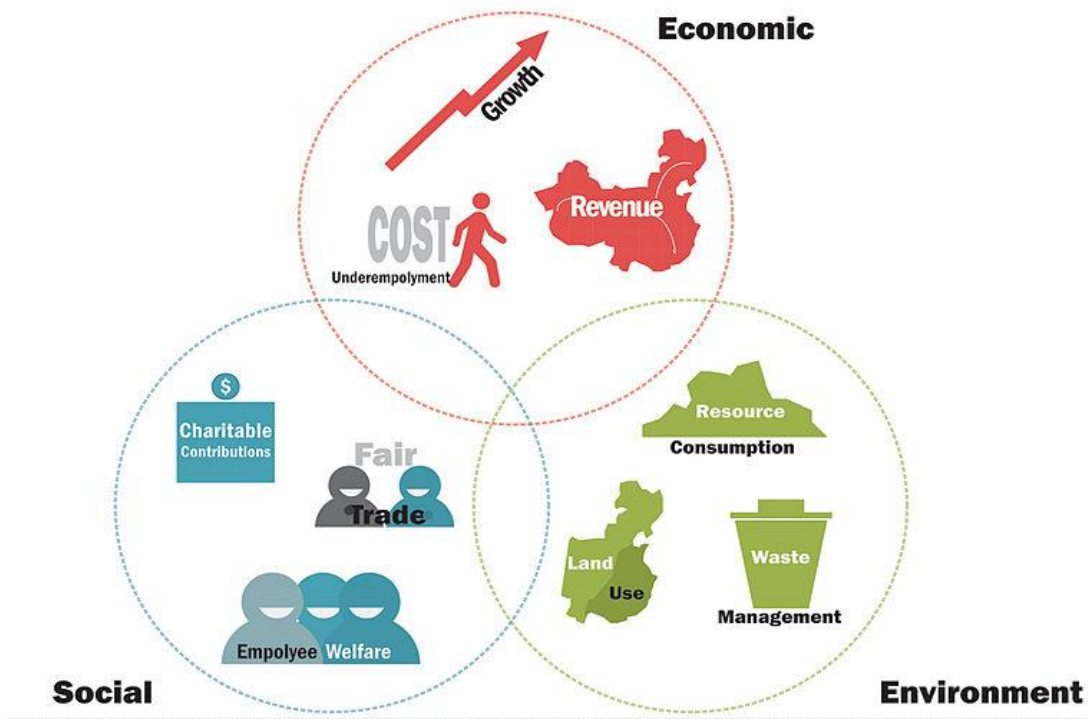 Economic
Growth
Revenue
COST
Underempolyment
$
Charitable
Contributions
Fair
Trade
Empolyee Welfare
Social
Resource
Consumption
Land
Use
Waste
Management
Environment